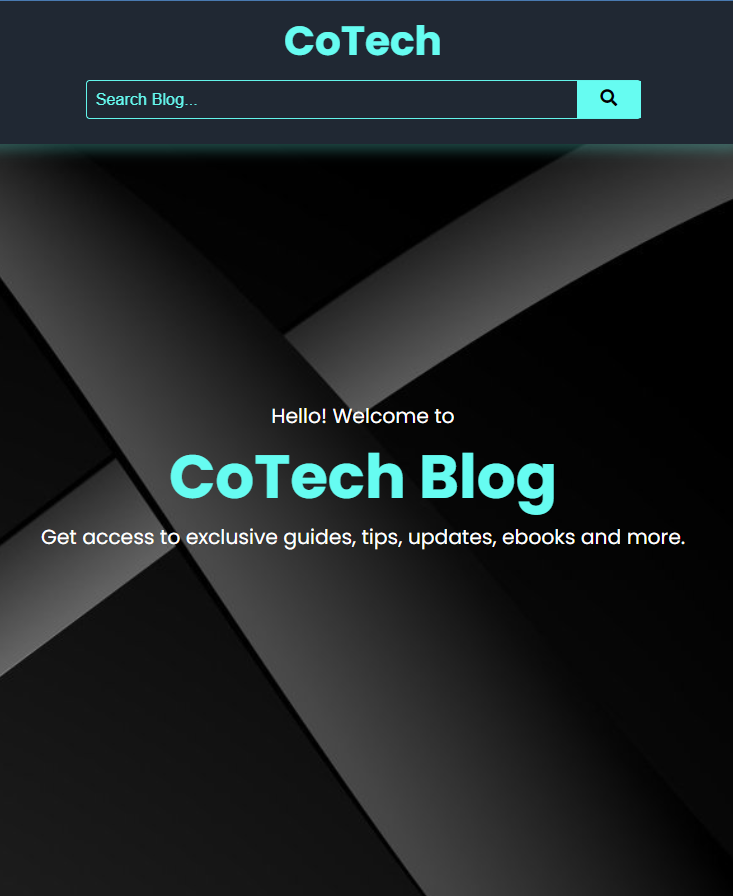 CoTech
Search Blog...
Hello! Welcome to
CoTech Blog
Get access to exclusive guides, tips, updates, ebooks and more.